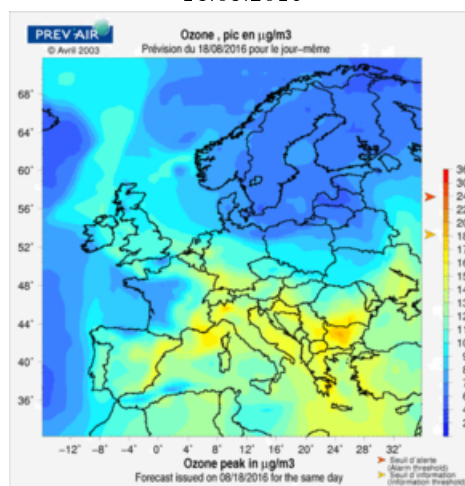 PREV'AIR
© Avril 2003
Ozone , pic en µg/m3
Prévision du 18/08/2016 pour le jour−même
68°
64°
60°
56°
52°
48°
44°
40°
36°
−12° −8° −4° 0° 4° 8° 12° 16° 20° 24° 28° 32°
Ozone peak in µg/m3
Forecast issued on 08/18/2016 for the same day
Seuil d'alerte
(Alarm threshold)
Seuil d'information
(Information threshold)